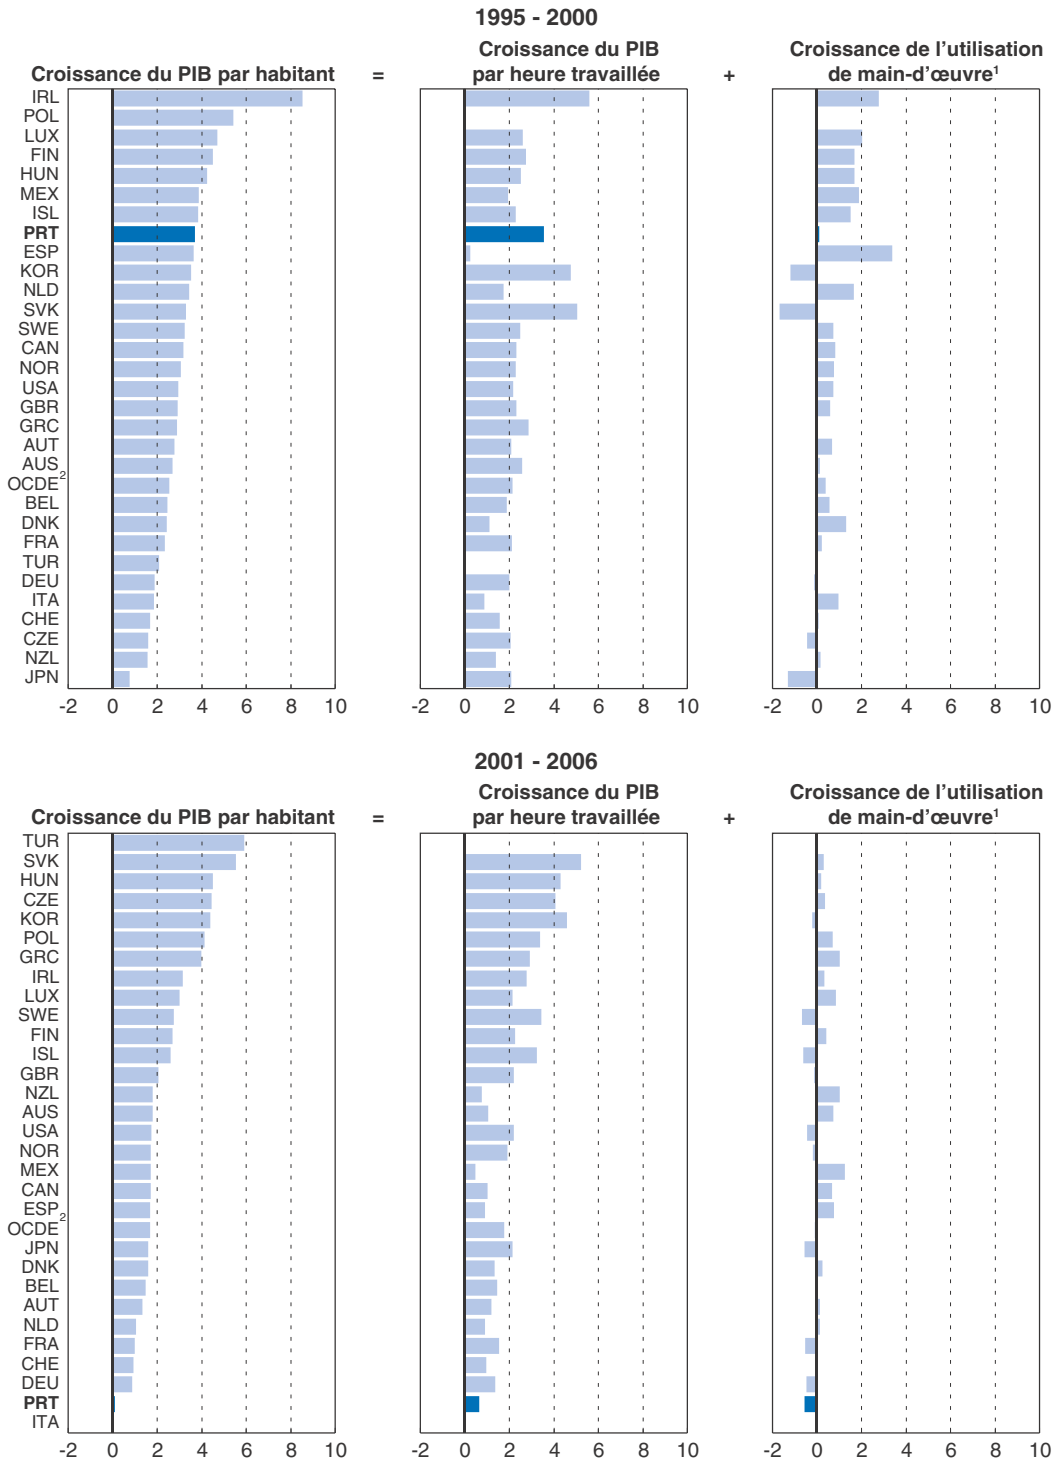 1995 - 2000
Croissance du PIB par habitant
=
Croissance du PIB
par heure travaillée
+
Croissance de l'utilisation
de main-d'œuvre¹
IRL
POL
LUX
FIN
HUN
MEX
ISL
PRT
ESP
KOR
NLD
SVK
SWE
CAN
NOR
USA
GBR
GRC
AUT
AUS
OCDE²
BEL
DNK
FRA
TUR
DEU
ITA
CHE
CZE
NZL
JPN
-2 0 2 4 6 8 10
-2 0 2 4 6 8 10
-2 0 2 4 6 8 10
2001 - 2006
Croissance du PIB par habitant
=
Croissance du PIB
par heure travaillée
+
Croissance de l'utilisation
de main-d'œuvre¹
TUR
SVK
HUN
CZE
KOR
POL
GRC
IRL
LUX
SWE
FIN
ISL
GBR
NZL
AUS
USA
NOR
MEX
CAN
ESP
OCDE²
JPN
DNK
BEL
AUT
NLD
FRA
CHE
DEU
PRT
ITA
-2 0 2 4 6 8 10
-2 0 2 4 6 8 10
-2 0 2 4 6 8 10